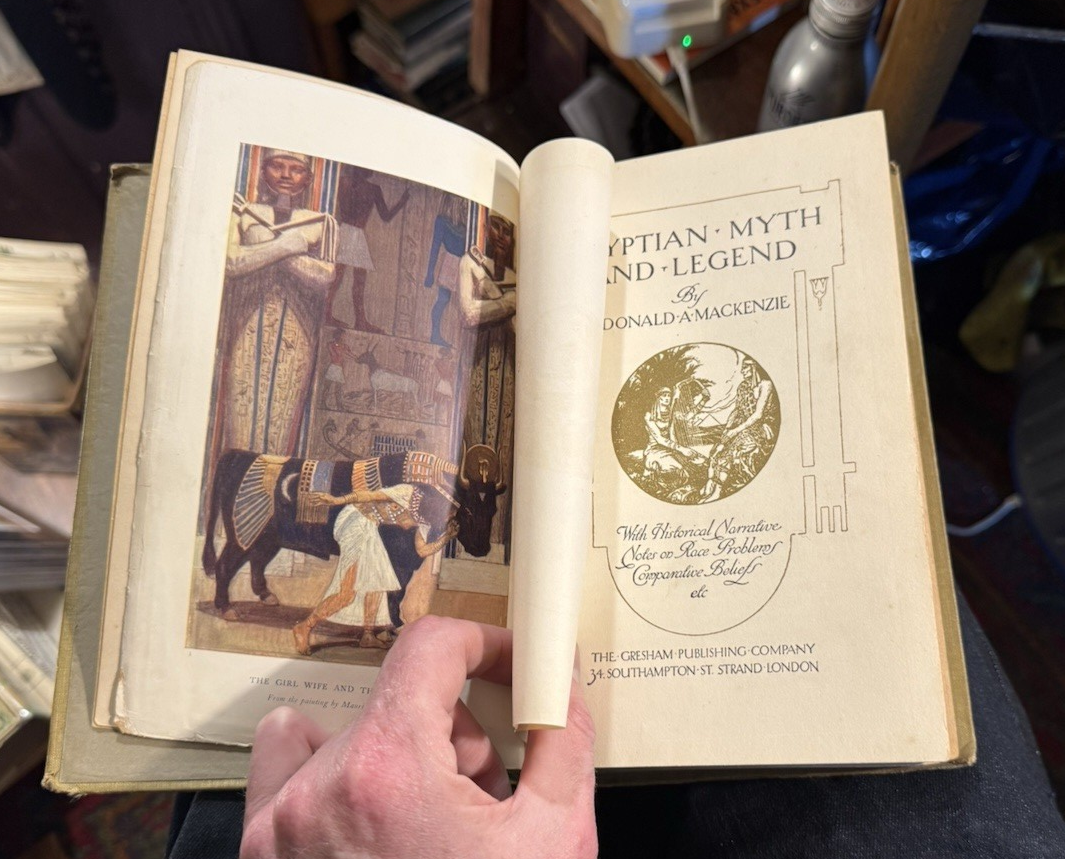 THE GIRL WIFE AND
From the painting by
YPTIAN · MYTH
AND · LEGEND
By
DONALD · A · MACKENZIE
With Historical Narrative
Notes on Race Problems
Comparative Beliefs
etc
THE · GRESHAM · PUBLISHING · COMPANY
34 · SOUTHAMPTON · ST. STRAND · LONDON